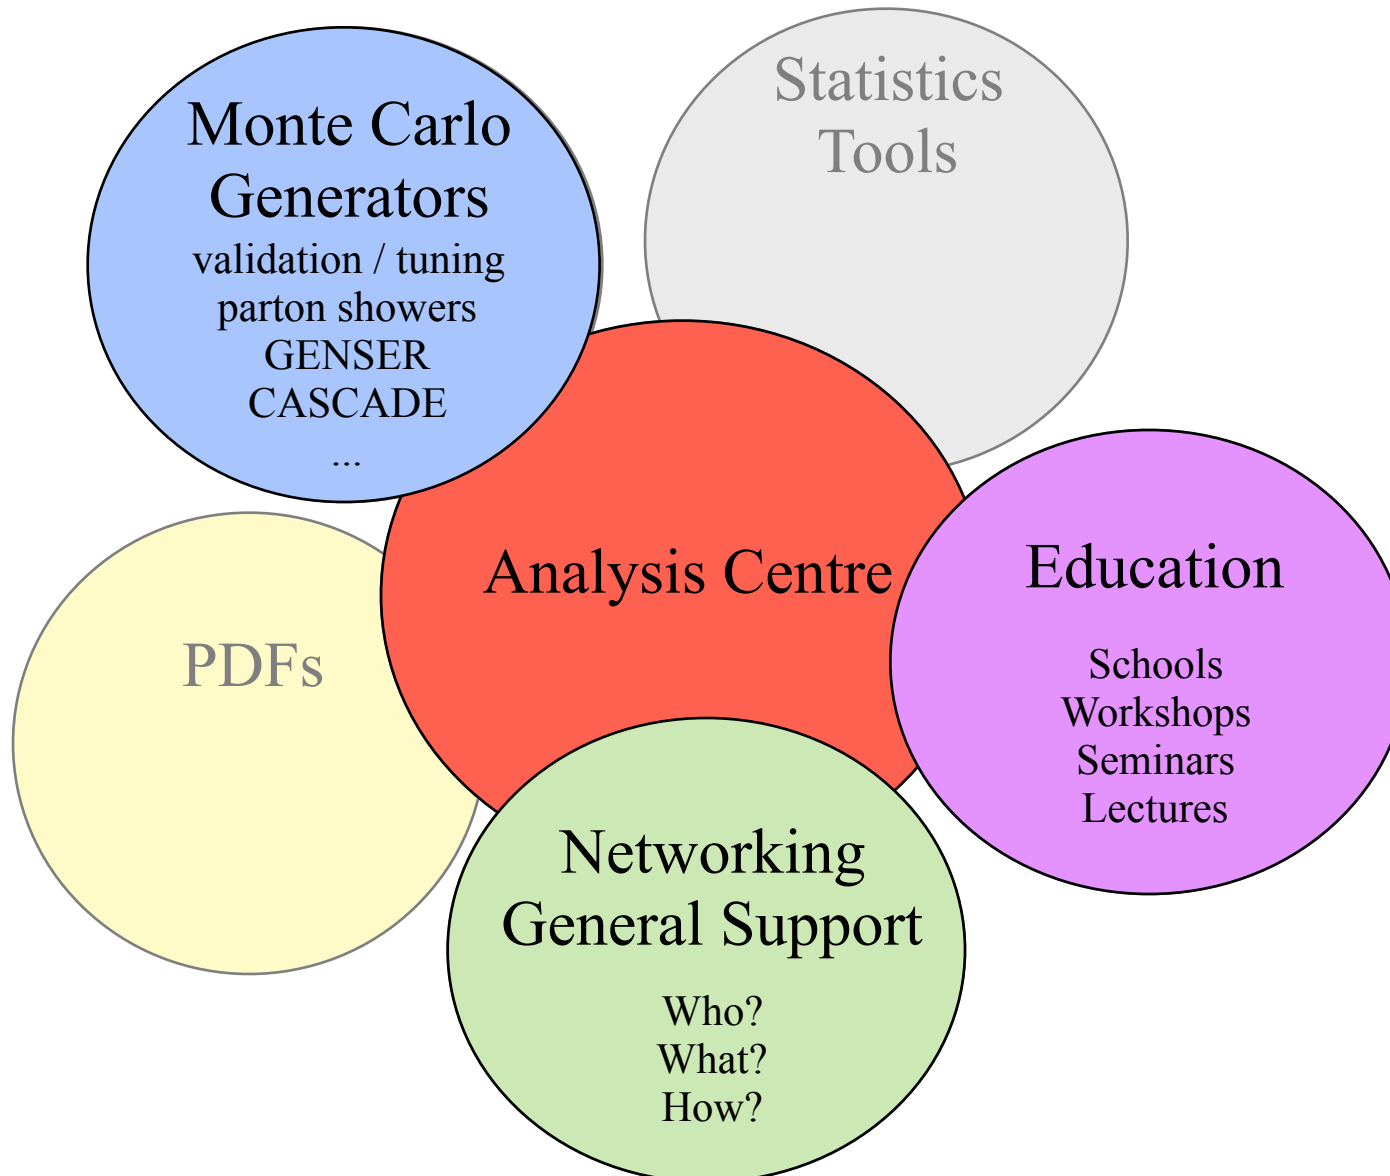 Monte Carlo
Generators
validation / tuning
parton showers
GENSER
CASCADE
...
Statistics
Tools
Analysis Centre
Education
Schools
Workshops
Seminars
Lectures
PDFs
Networking
General Support
Who?
What?
How?